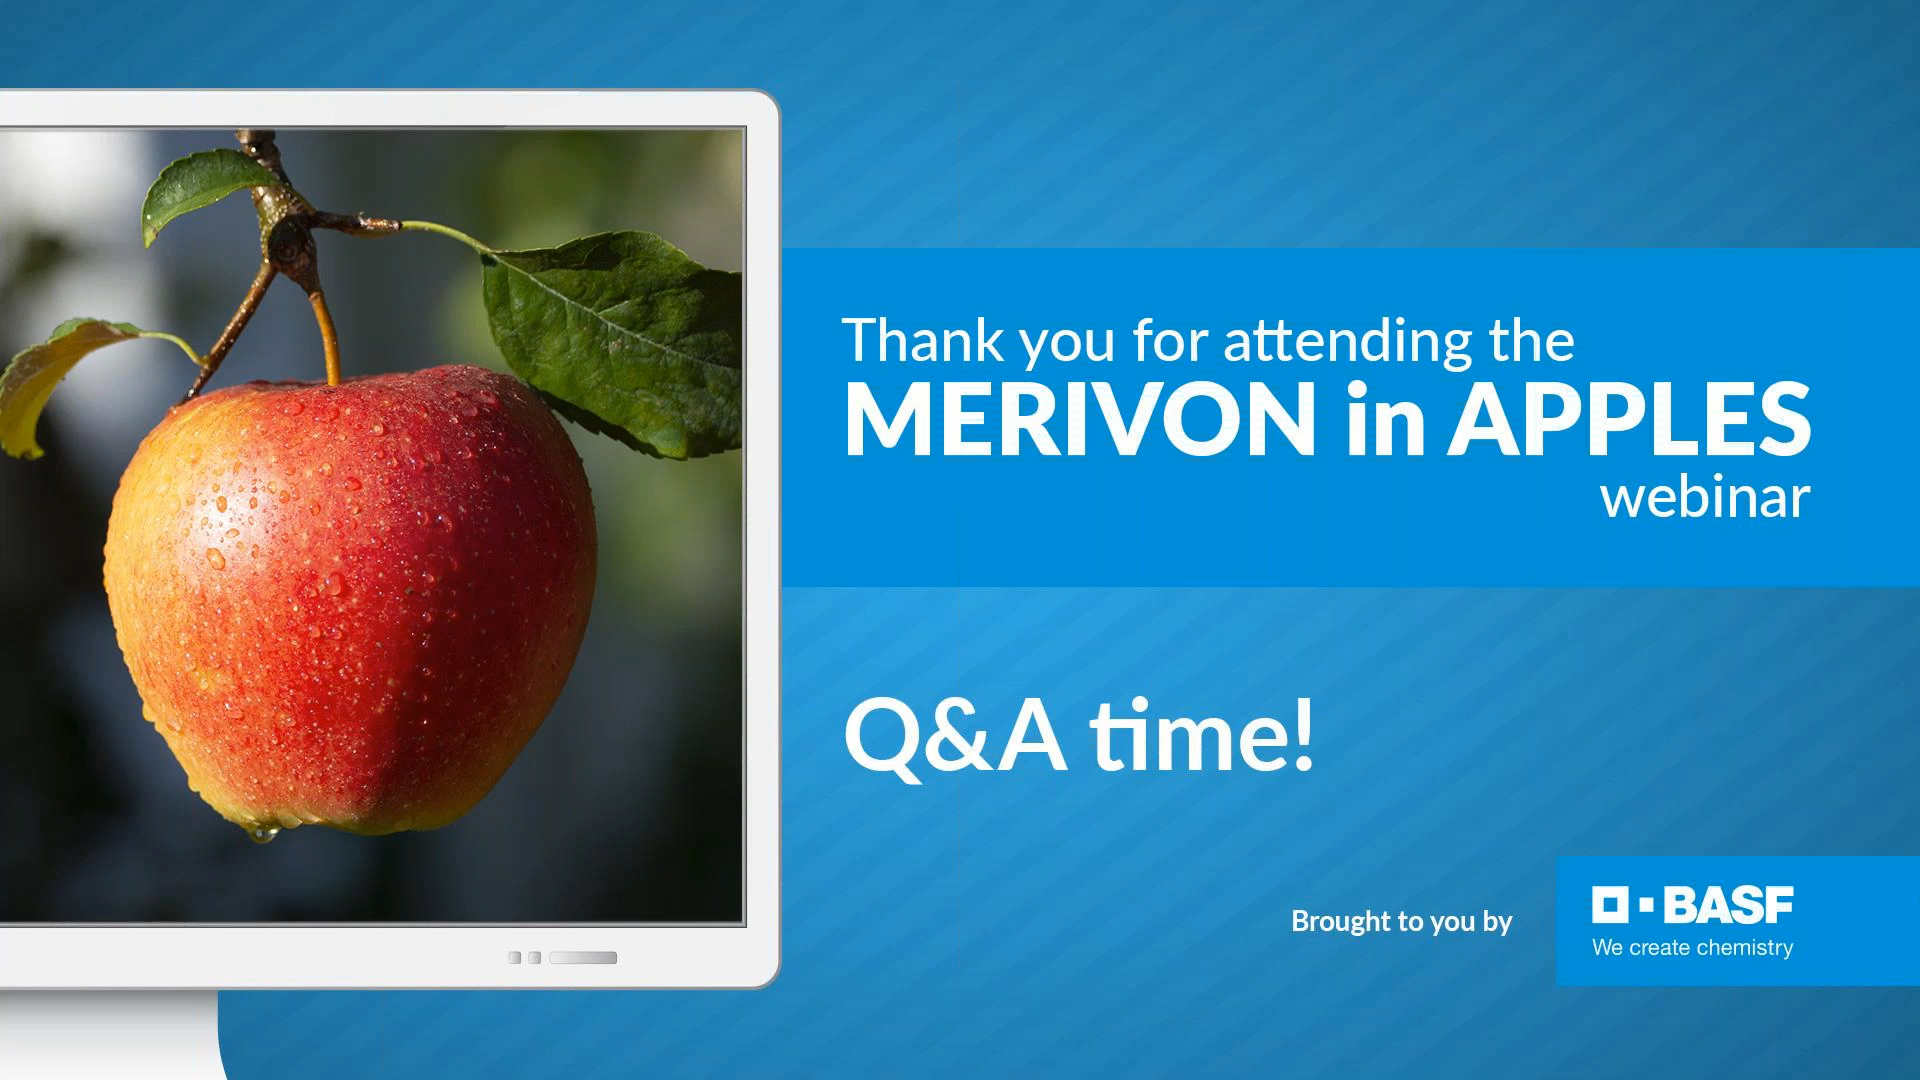 Thank you for attending the
MERIVON in APPLES
webinar
Q&A time!
Brought to you by
BASF
We create chemistry